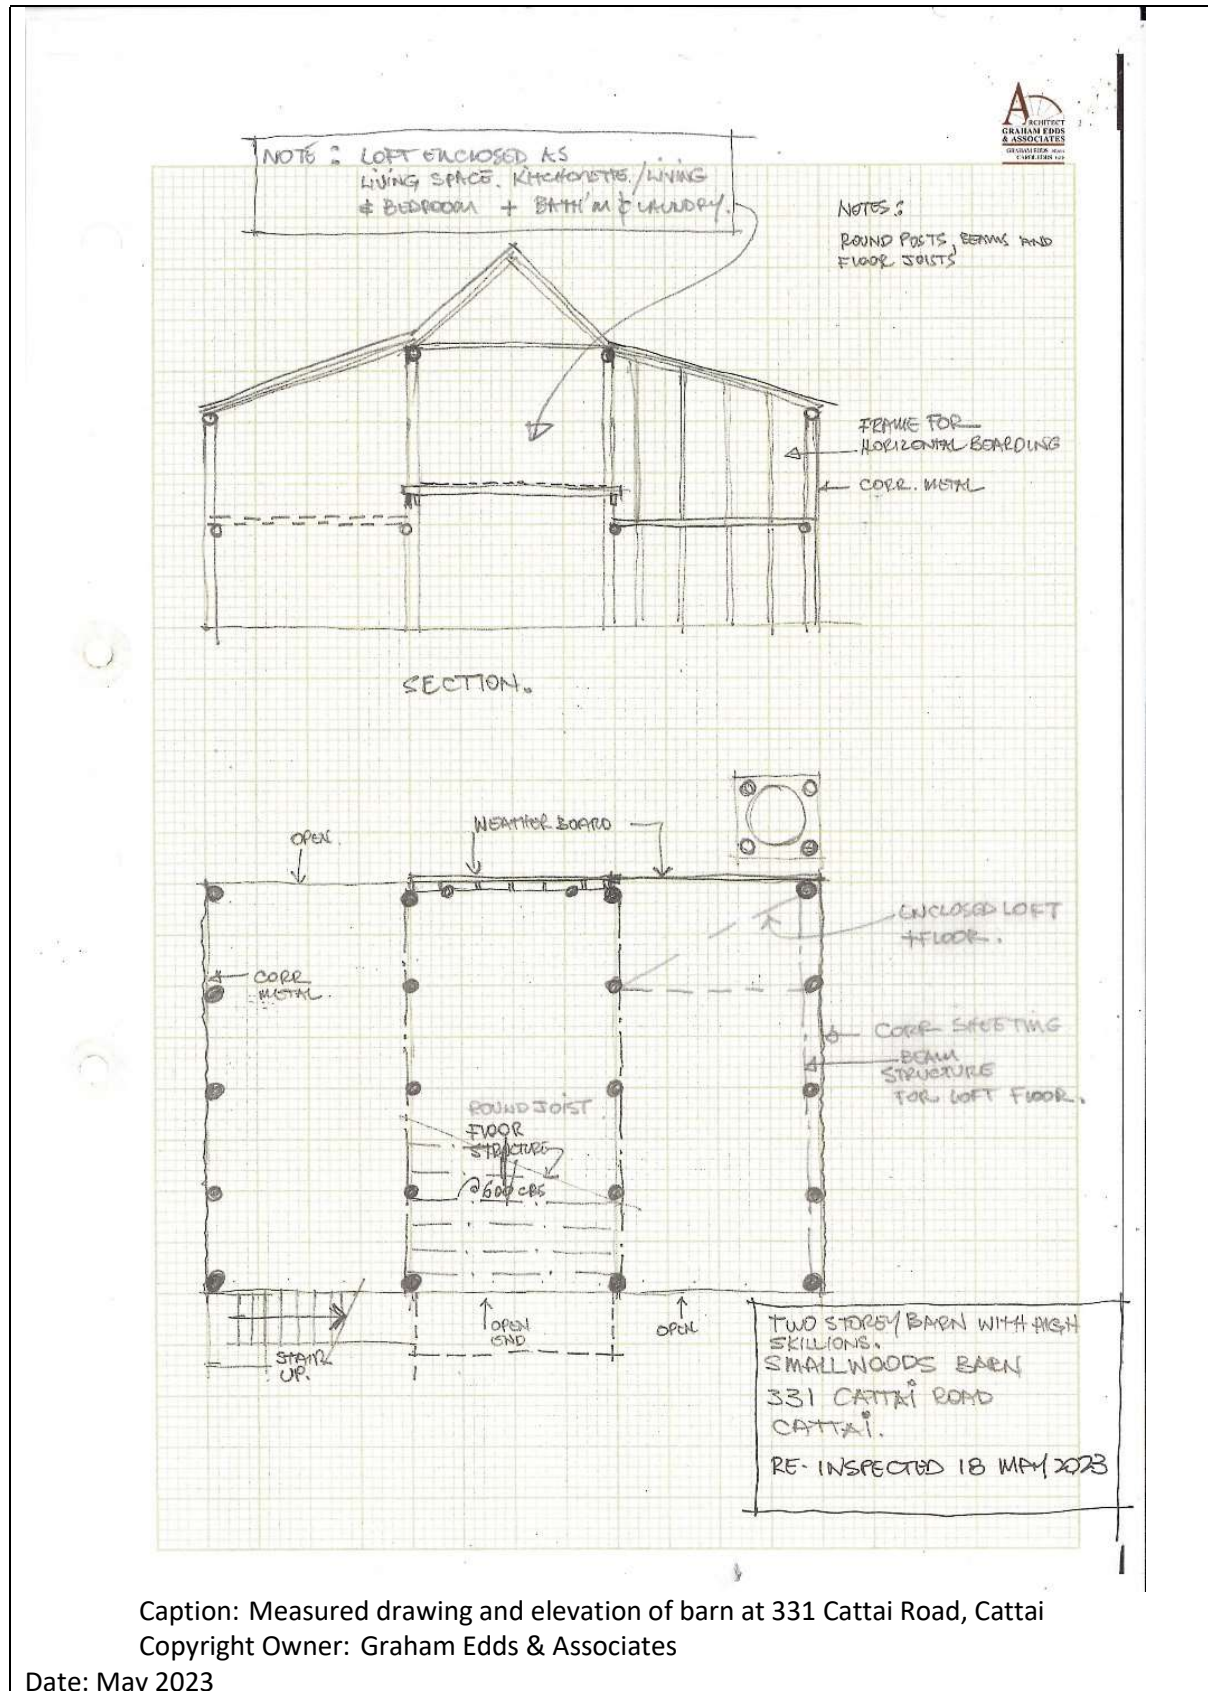 ARCHITECT
GRAHAM EDDS
& ASSOCIATES
NOTE : LOFT ENCLOSED AS
LIVING SPACE. KITCHONETTE./LIVING
& BEDROOM + BATH'M & LAUNDRY.
NOTES:
ROUND POSTS, BEAMS AND
FLOOR JOISTS
FRAME FOR
HORIZONTAL BEARDING
CORR. METAL
SECTION.
OPEN.
WEATHER BOARD
ENCLOSED LOFT
+FLOOR.
CORR
METAL.
CORR SHEETING
BEAM
STRUCTURE
FOR LOFT FLOOR.
ROUND JOIST
FLOOR
STRUCTURE
@ 600 CRS
OPEN
END
OPEN
STAIR
UP.
TWO STOREY BARN WITH HIGH
SKILLIONS.
SMALLWOODS BARN
331 CATTAI ROAD
CATTAI.
RE-INSPECTED 18 MAY 2023
Caption: Measured drawing and elevation of barn at 331 Cattai Road, Cattai
Copyright Owner: Graham Edds & Associates
Date: May 2023